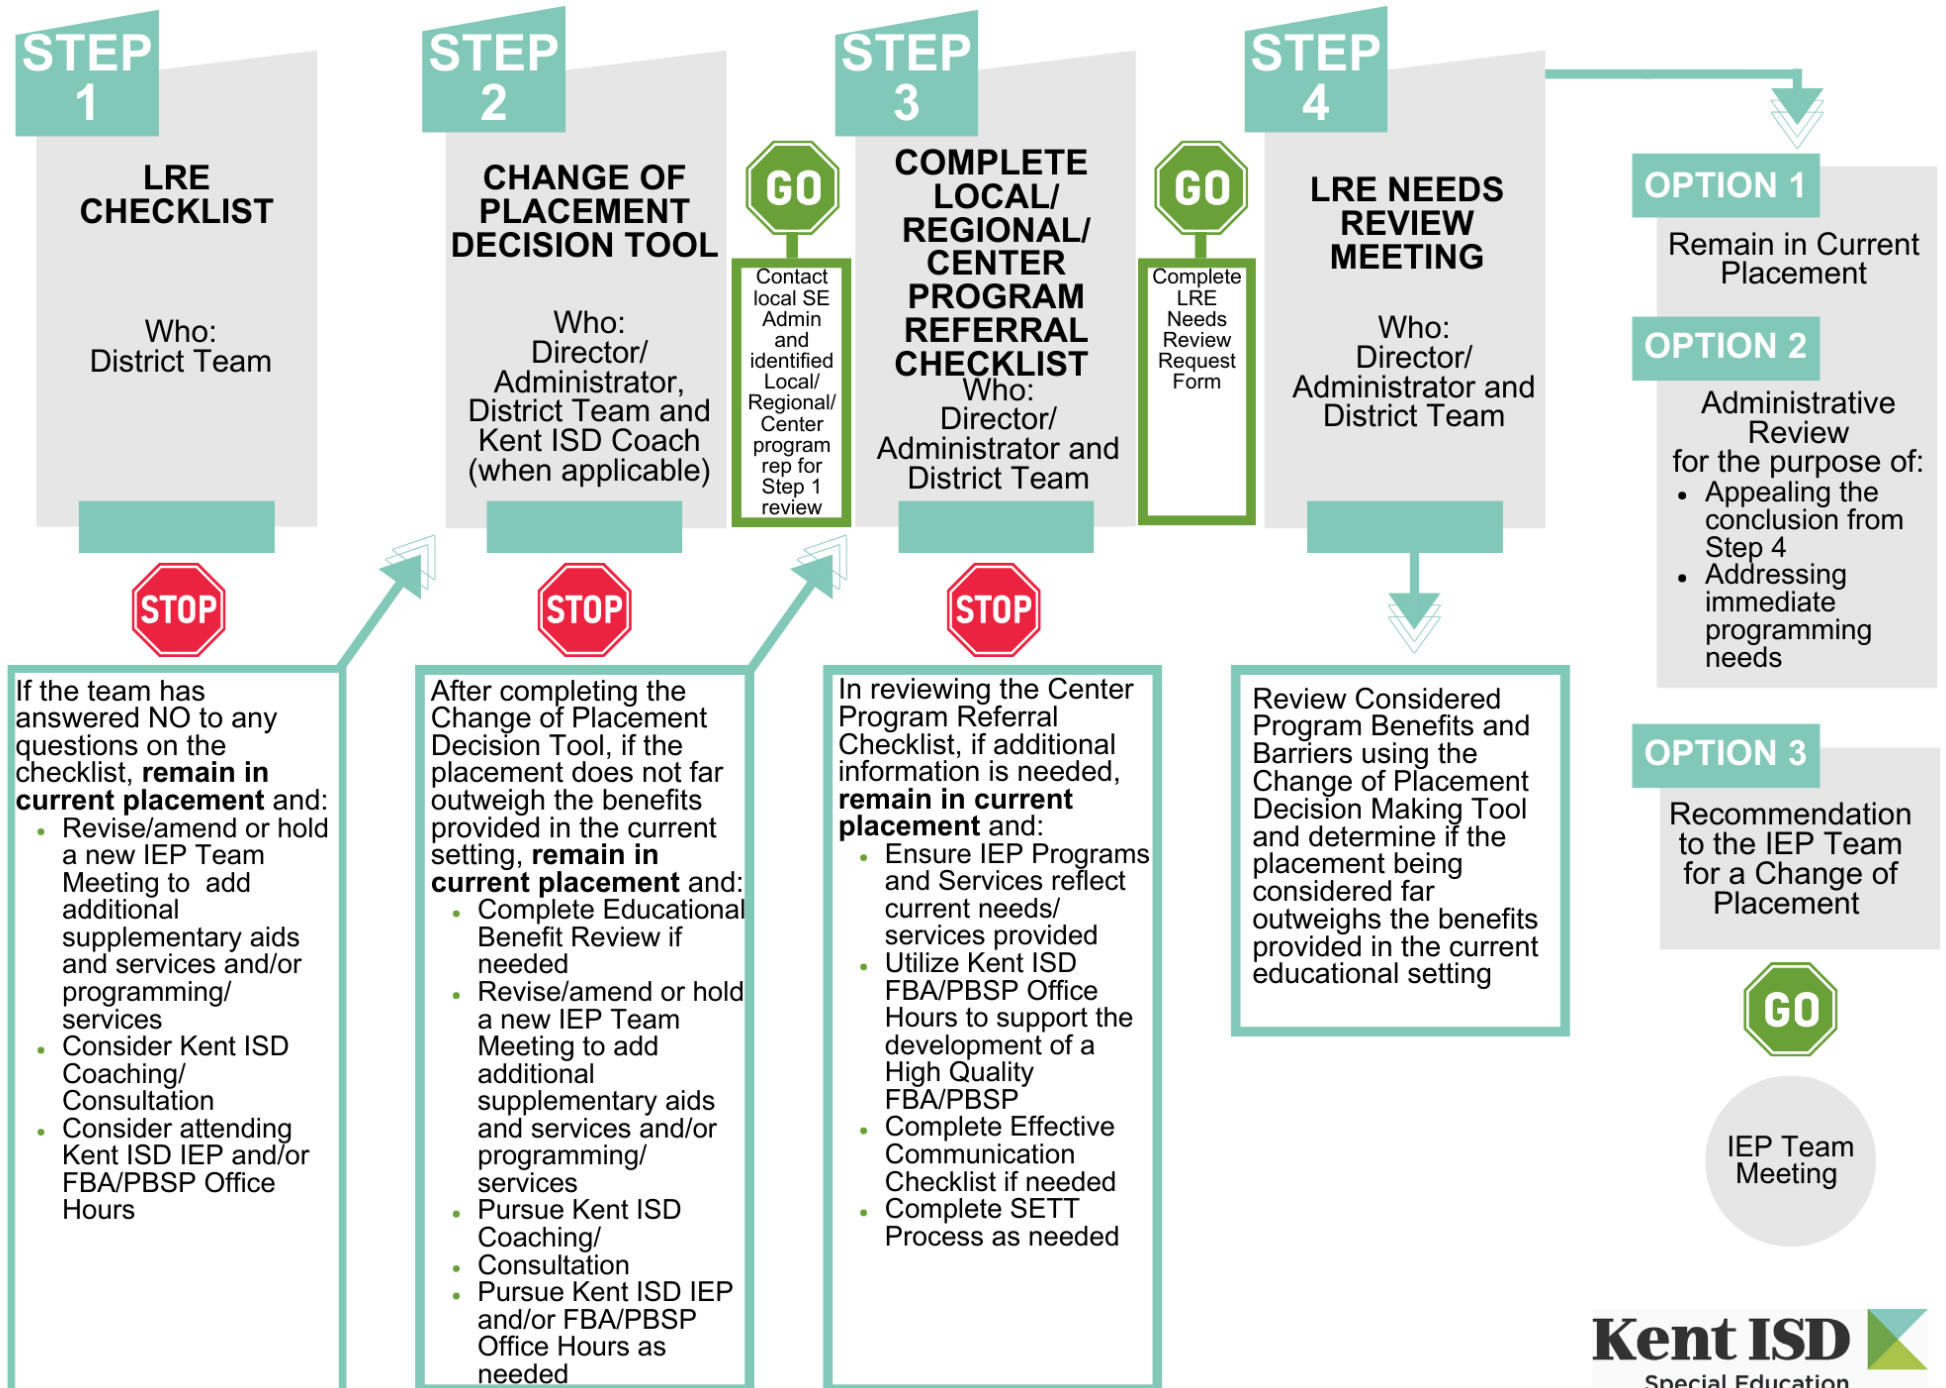 STEP
1
LRE
CHECKLIST
Who:
District Team
STOP
If the team has
answered NO to any
questions on the
checklist, remain in
current placement and:
• Revise/amend or hold
a new IEP Team
Meeting to  add
additional
supplementary aids
and services and/or
programming/
services
• Consider Kent ISD
Coaching/
Consultation
• Consider attending
Kent ISD IEP and/or
FBA/PBSP Office
Hours
STEP
2
CHANGE OF
PLACEMENT
DECISION TOOL
Who:
Director/
Administrator,
District Team and
Kent ISD Coach
(when applicable)
STOP
After completing the
Change of Placement
Decision Tool, if the
placement does not far
outweigh the benefits
provided in the current
setting, remain in
current placement and:
• Complete Educational
Benefit Review if
needed
• Revise/amend or hold
a new IEP Team
Meeting to add
additional
supplementary aids
and services and/or
programming/
services
• Pursue Kent ISD
Coaching/
• Consultation
• Pursue Kent ISD IEP
and/or FBA/PBSP
Office Hours as
needed
GO
Contact
local SE
Admin
and
identified
Local/
Regional/
Center
program
rep for
Step 1
review
STEP
3
COMPLETE
LOCAL/
REGIONAL/
CENTER
PROGRAM
REFERRAL
CHECKLIST
Who:
Director/
Administrator and
District Team
STOP
In reviewing the Center
Program Referral
Checklist, if additional
information is needed,
remain in current
placement and:
• Ensure IEP Programs
and Services reflect
current needs/
services provided
• Utilize Kent ISD
FBA/PBSP Office
Hours to support the
development of a
High Quality
FBA/PBSP
• Complete Effective
Communication
Checklist if needed
• Complete SETT
Process as needed
GO
Complete
LRE
Needs
Review
Request
Form
STEP
4
LRE NEEDS
REVIEW
MEETING
Who:
Director/
Administrator and
District Team
Review Considered
Program Benefits and
Barriers using the
Change of Placement
Decision Making Tool
and determine if the
placement being
considered far
outweighs the benefits
provided in the current
educational setting
OPTION 1
Remain in Current
Placement
OPTION 2
Administrative
Review
for the purpose of:
• Appealing the
conclusion from
Step 4
• Addressing
immediate
programming
needs
OPTION 3
Recommendation
to the IEP Team
for a Change of
Placement
GO
IEP Team
Meeting
Kent ISD
Special Education